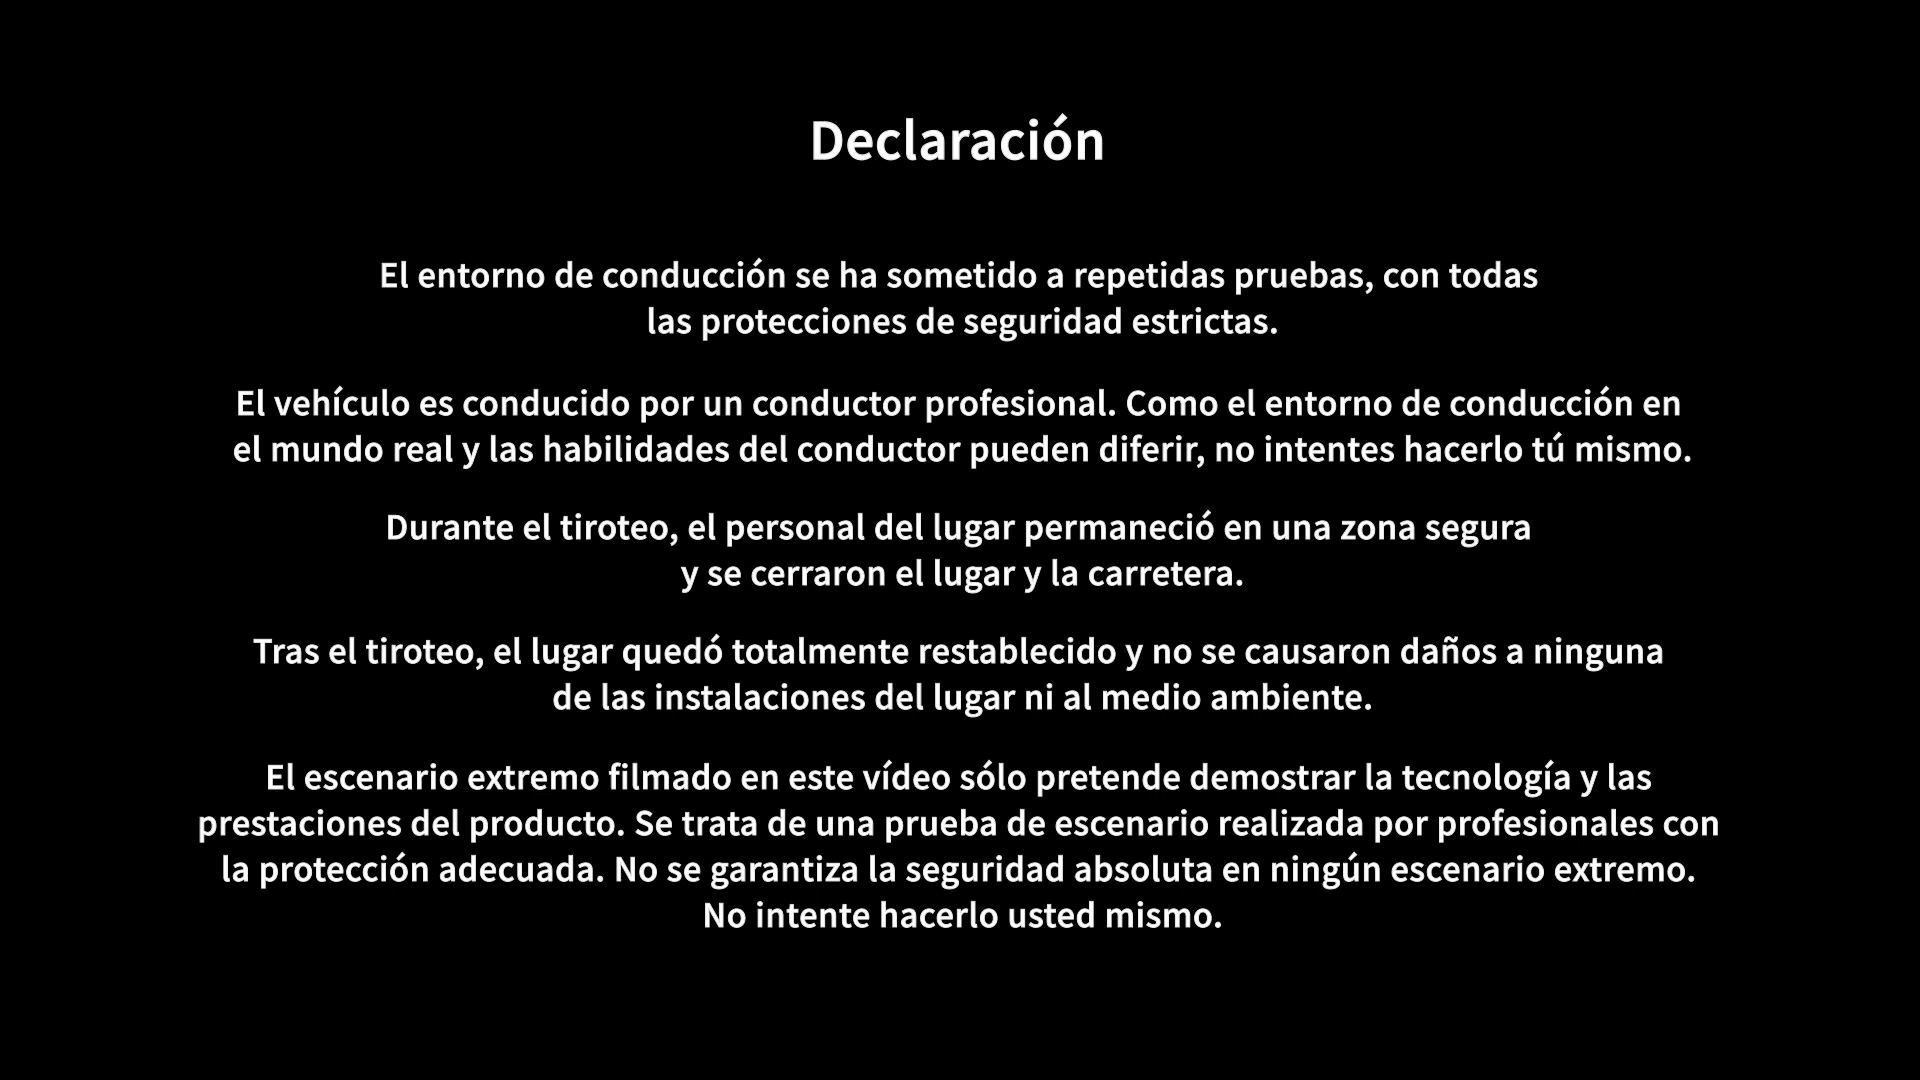 Declaración
El entorno de conducción se ha sometido a repetidas pruebas, con todas
las protecciones de seguridad estrictas.
El vehículo es conducido por un conductor profesional. Como el entorno de conducción en
el mundo real y las habilidades del conductor pueden diferir, no intentes hacerlo tú mismo.
Durante el tiroteo, el personal del lugar permaneció en una zona segura
y se cerraron el lugar y la carretera.
Tras el tiroteo, el lugar quedó totalmente restablecido y no se causaron daños a ninguna
de las instalaciones del lugar ni al medio ambiente.
El escenario extremo filmado en este vídeo sólo pretende demostrar la tecnología y las
prestaciones del producto. Se trata de una prueba de escenario realizada por profesionales con
la protección adecuada. No se garantiza la seguridad absoluta en ningún escenario extremo.
No intente hacerlo usted mismo.